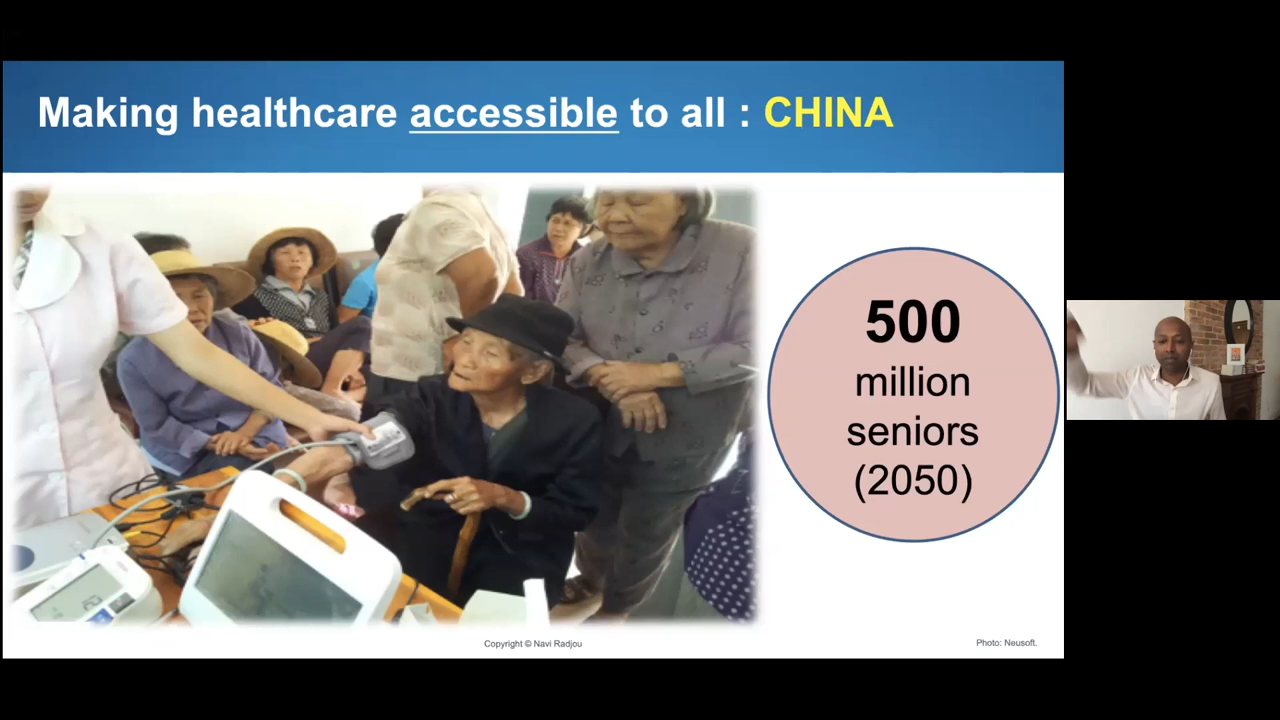 Making healthcare accessible to all : CHINA
500
million
seniors
(2050)
Copyright © Navi Radjou
Photo: Neusoft.